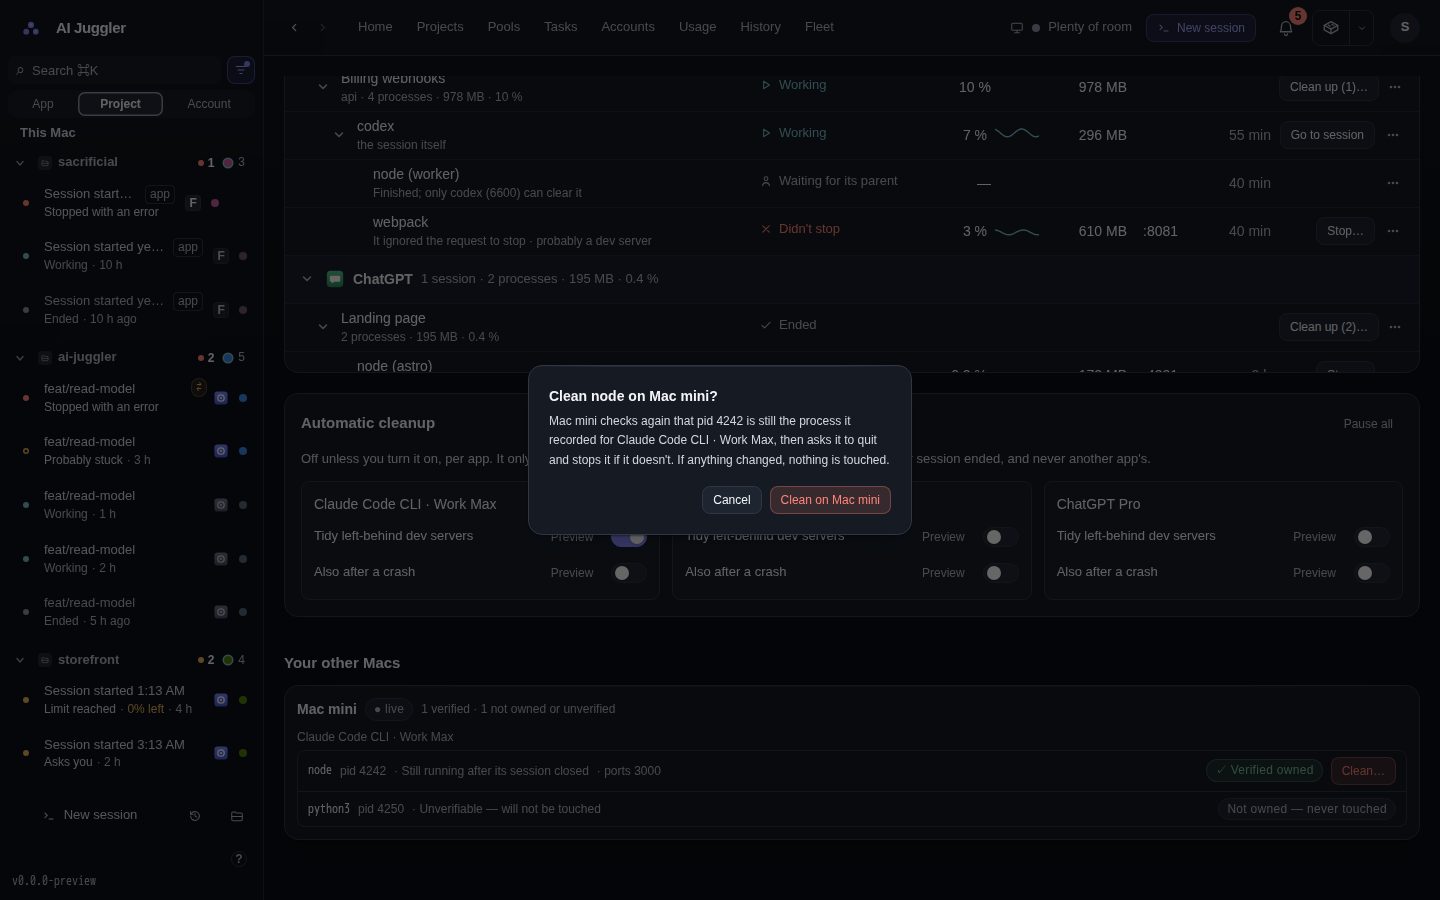 AI Juggler
Home Projects Pools Tasks Accounts Usage History Fleet
Plenty of room
New session
5
S
Search ⌘K
App Project Account
This Mac
sacrificial 1 3
Session start… app F
Stopped with an error
Session started ye… app F
Working · 10 h
Session started ye… app F
Ended · 10 h ago
ai-juggler 2 5
feat/read-model
Stopped with an error
feat/read-model
Probably stuck · 3 h
feat/read-model
Working · 1 h
feat/read-model
Working · 2 h
feat/read-model
Ended · 5 h ago
storefront 2 4
Session started 1:13 AM
Limit reached · 0% left · 4 h
Session started 3:13 AM
Asks you · 2 h
New session
?
v0.0.0-preview
Billing webhooks Working 10 % 978 MB Clean up (1)…
api · 4 processes · 978 MB · 10 %
codex Working 7 % 296 MB 55 min Go to session
the session itself
node (worker) Waiting for its parent — 40 min
Finished; only codex (6600) can clear it
webpack Didn't stop 3 % 610 MB :8081 40 min Stop…
It ignored the request to stop · probably a dev server
ChatGPT 1 session · 2 processes · 195 MB · 0.4 %
Landing page Ended Clean up (2)…
2 processes · 195 MB · 0.4 %
node (astro)
Clean node on Mac mini?
Mac mini checks again that pid 4242 is still the process it
recorded for Claude Code CLI · Work Max, then asks it to quit
and stops it if it doesn't. If anything changed, nothing is touched.
Cancel Clean on Mac mini
Automatic cleanup Pause all
Off unless you turn it on, per app. It only session ended, and never another app's.
Claude Code CLI · Work Max
Tidy left-behind dev servers Preview
Also after a crash Preview
Tidy left-behind dev servers Preview
Also after a crash Preview
ChatGPT Pro
Tidy left-behind dev servers Preview
Also after a crash Preview
Your other Macs
Mac mini live 1 verified · 1 not owned or unverified
Claude Code CLI · Work Max
node pid 4242 · Still running after its session closed · ports 3000 ✓ Verified owned Clean…
python3 pid 4250 · Unverifiable — will not be touched Not owned — never touched